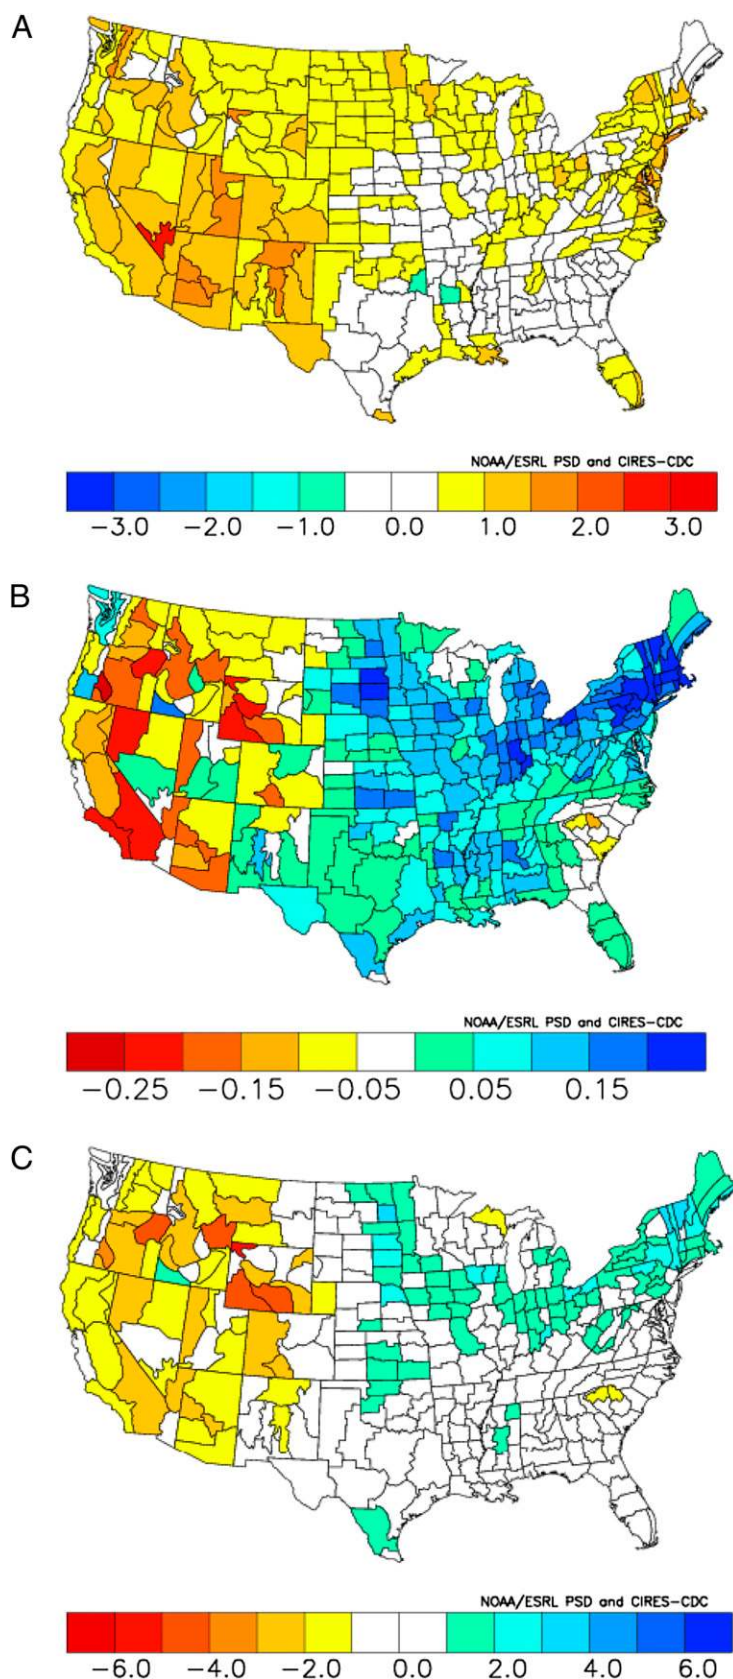 A
NOAA/ESRL PSD and CIRES-CDC
-3.0 -2.0 -1.0 0.0 1.0 2.0 3.0
B
NOAA/ESRL PSD and CIRES-CDC
-0.25 -0.15 -0.05 0.05 0.15
C
NOAA/ESRL PSD and CIRES-CDC
-6.0 -4.0 -2.0 0.0 2.0 4.0 6.0